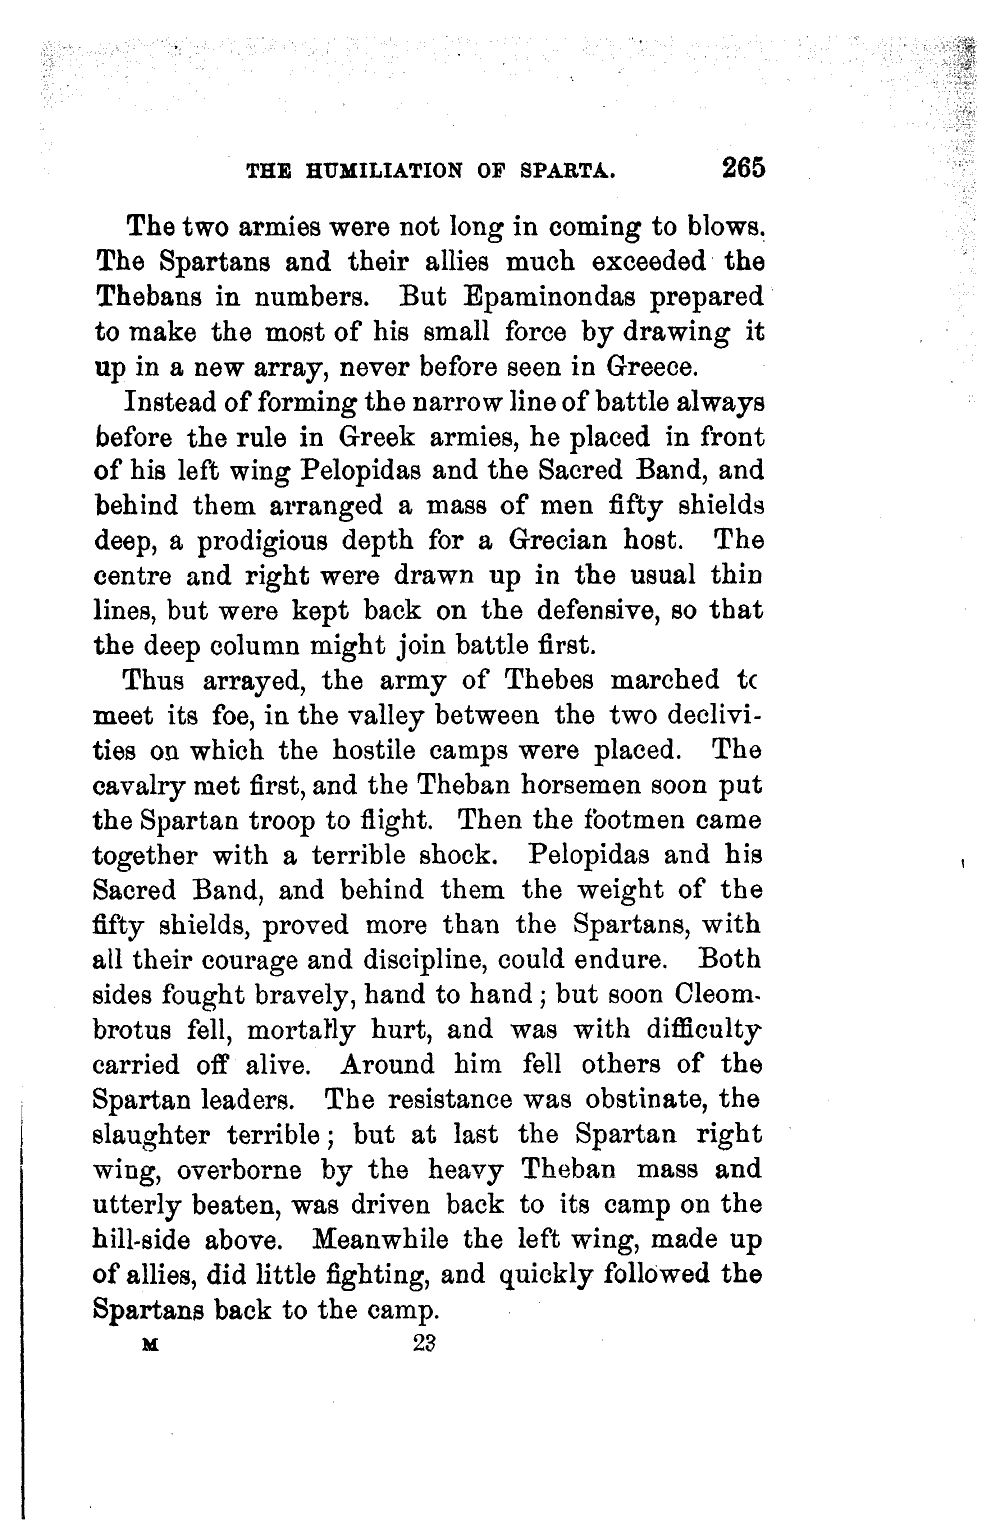 THE HUMILIATION OF SPARTA. 265
The two armies were not long in coming to blows.
The Spartans and their allies much exceeded the
Thebans in numbers. But Epaminondas prepared
to make the most of his small force by drawing it
up in a new array, never before seen in Greece.
Instead of forming the narrow line of battle always
before the rule in Greek armies, he placed in front
of his left wing Pelopidas and the Sacred Band, and
behind them arranged a mass of men fifty shields
deep, a prodigious depth for a Grecian host. The
centre and right were drawn up in the usual thin
lines, but were kept back on the defensive, so that
the deep column might join battle first.
Thus arrayed, the army of Thebes marched to
meet its foe, in the valley between the two declivi-
ties on which the hostile camps were placed. The
cavalry met first, and the Theban horsemen soon put
the Spartan troop to flight. Then the footmen came
together with a terrible shock. Pelopidas and his
Sacred Band, and behind them the weight of the
fifty shields, proved more than the Spartans, with
all their courage and discipline, could endure. Both
sides fought bravely, hand to hand; but soon Cleom-
brotus fell, mortally hurt, and was with difficulty
carried off alive. Around him fell others of the
Spartan leaders. The resistance was obstinate, the
slaughter terrible; but at last the Spartan right
wing, overborne by the heavy Theban mass and
utterly beaten, was driven back to its camp on the
hill-side above. Meanwhile the left wing, made up
of allies, did little fighting, and quickly followed the
Spartans back to the camp.
M 23